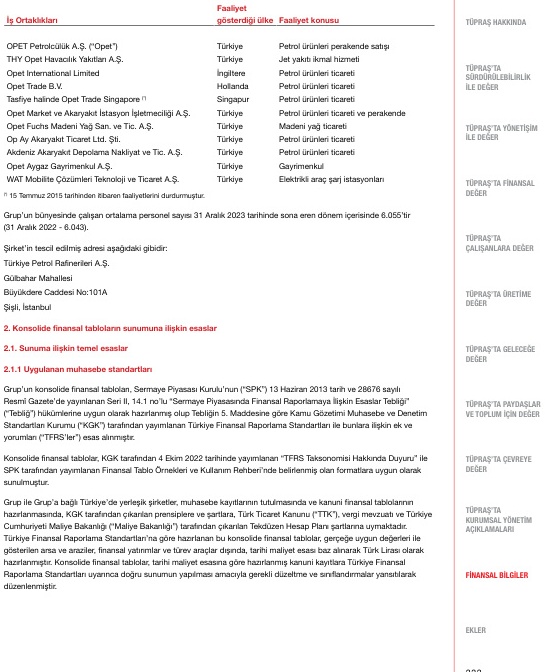 Faaliyet
İş Ortaklıkları gösterdiği ülke Faaliyet konusu
OPET Petrolcülük A.Ş. (“Opet”) Türkiye Petrol ürünleri perakende satışı
THY Opet Havacılık Yakıtları A.Ş. Türkiye Jet yakıtı ikmal hizmeti
Opet International Limited İngiltere Petrol ürünleri ticareti
Opet Trade B.V. Hollanda Petrol ürünleri ticareti
Tasfiye halinde Opet Trade Singapore (*) Singapur Petrol ürünleri ticareti
Opet Market ve Akaryakıt İstasyon İşletmeciliği A.Ş. Türkiye Petrol ürünleri ticareti ve perakende
Opet Fuchs Madeni Yağ San. ve Tic. A.Ş. Türkiye Madeni yağ ticareti
Op Ay Akaryakıt Ticaret Ltd. Şti. Türkiye Petrol ürünleri ticareti
Akdeniz Akaryakıt Depolama Nakliyat ve Tic. A.Ş. Türkiye Petrol ürünleri ticareti
Opet Aygaz Gayrimenkul A.Ş. Türkiye Gayrimenkul
WAT Mobilite Çözümleri Teknoloji ve Ticaret A.Ş. Türkiye Elektrikli araç şarj istasyonları
(*) 15 Temmuz 2015 tarihinden itibaren faaliyetlerini durdurmuştur.
Grup’un bünyesinde çalışan ortalama personel sayısı 31 Aralık 2023 tarihinde sona eren dönem içerisinde 6.055’tir
(31 Aralık 2022 - 6.043).
Şirket’in tescil edilmiş adresi aşağıdaki gibidir:
Türkiye Petrol Rafinerileri A.Ş.
Gülbahar Mahallesi
Büyükdere Caddesi No:101A
Şişli, İstanbul
2. Konsolide finansal tabloların sunumuna ilişkin esaslar
2.1. Sunuma ilişkin temel esaslar
2.1.1 Uygulanan muhasebe standartları
Grup’un konsolide finansal tabloları, Sermaye Piyasası Kurulu’nun (“SPK”) 13 Haziran 2013 tarih ve 28676 sayılı
Resmî Gazete’de yayınlanan Seri II, 14.1 no’lu “Sermaye Piyasasında Finansal Raporlamaya İlişkin Esaslar Tebliği”
(“Tebliğ”) hükümlerine uygun olarak hazırlanmış olup Tebliğin 5. Maddesine göre Kamu Gözetimi Muhasebe ve Denetim
Standartları Kurumu (“KGK”) tarafından yayımlanan Türkiye Finansal Raporlama Standartları ile bunlara ilişkin ek ve
yorumları (“TFRS’ler”) esas alınmıştır.
Konsolide finansal tablolar, KGK tarafından 4 Ekim 2022 tarihinde yayımlanan “TFRS Taksonomisi Hakkında Duyuru” ile
SPK tarafından yayımlanan Finansal Tablo Örnekleri ve Kullanım Rehberi’nde belirlenmiş olan formatlara uygun olarak
sunulmuştur.
Grup ile Grup’a bağlı Türkiye’de yerleşik şirketler, muhasebe kayıtlarının tutulmasında ve kanuni finansal tablolarının
hazırlanmasında, KGK tarafından çıkarılan prensiplere ve şartlara, Türk Ticaret Kanunu (“TTK”), vergi mevzuatı ve Türkiye
Cumhuriyeti Maliye Bakanlığı (“Maliye Bakanlığı”) tarafından çıkarılan Tekdüzen Hesap Planı şartlarına uymaktadır.
Türkiye Finansal Raporlama Standartları’na göre hazırlanan bu konsolide finansal tablolar, gerçeğe uygun değerleri ile
gösterilen arsa ve araziler, finansal yatırımlar ve türev araçlar dışında, tarihi maliyet esası baz alınarak Türk Lirası olarak
hazırlanmıştır. Konsolide finansal tablolar, tarihi maliyet esasına göre hazırlanmış kanuni kayıtlara Türkiye Finansal
Raporlama Standartları uyarınca doğru sunumun yapılması amacıyla gerekli düzeltme ve sınıflandırmalar yansıtılarak
düzenlenmiştir.
TÜPRAŞ HAKKINDA
TÜPRAŞ’TA
SÜRDÜRÜLEBİLİRLİK
İLE DEĞER
TÜPRAŞ’TA YÖNETİŞİM
İLE DEĞER
TÜPRAŞ’TA FİNANSAL
DEĞER
TÜPRAŞ’TA
ÇALIŞANLARA DEĞER
TÜPRAŞ’TA ÜRETİME
DEĞER
TÜPRAŞ’TA GELECEĞE
DEĞER
TÜPRAŞ’TA PAYDAŞLAR
VE TOPLUM İÇİN DEĞER
TÜPRAŞ’TA ÇEVREYE
DEĞER
TÜPRAŞ’TA
KURUMSAL YÖNETİM
AÇIKLAMALARI
FİNANSAL BİLGİLER
EKLER